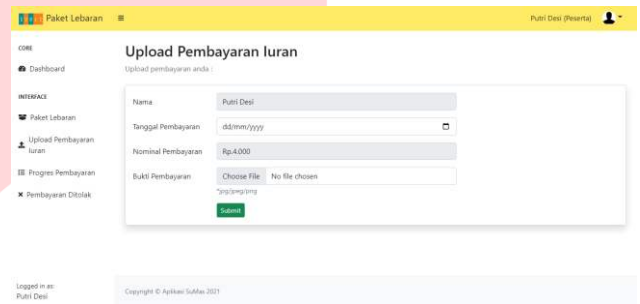 Paket Lebaran
Putri Desi (Peserta)
CORE
Dashboard
INTERFACE
Paket Lebaran
Upload Pembayaran
Iuran
Progres Pembayaran
Pembayaran Ditolak
Logged in as:
Putri Desi
Upload Pembayaran Iuran
Upload pembayaran anda :
Nama
Putri Desi
Tanggal Pembayaran
dd/mm/yyyy
Nominal Pembayaran
Rp.4.000
Bukti Pembayaran
Choose File No file chosen
*jpg/jpeg/png
Submit
Copyright © Aplikasi SuMas 2021